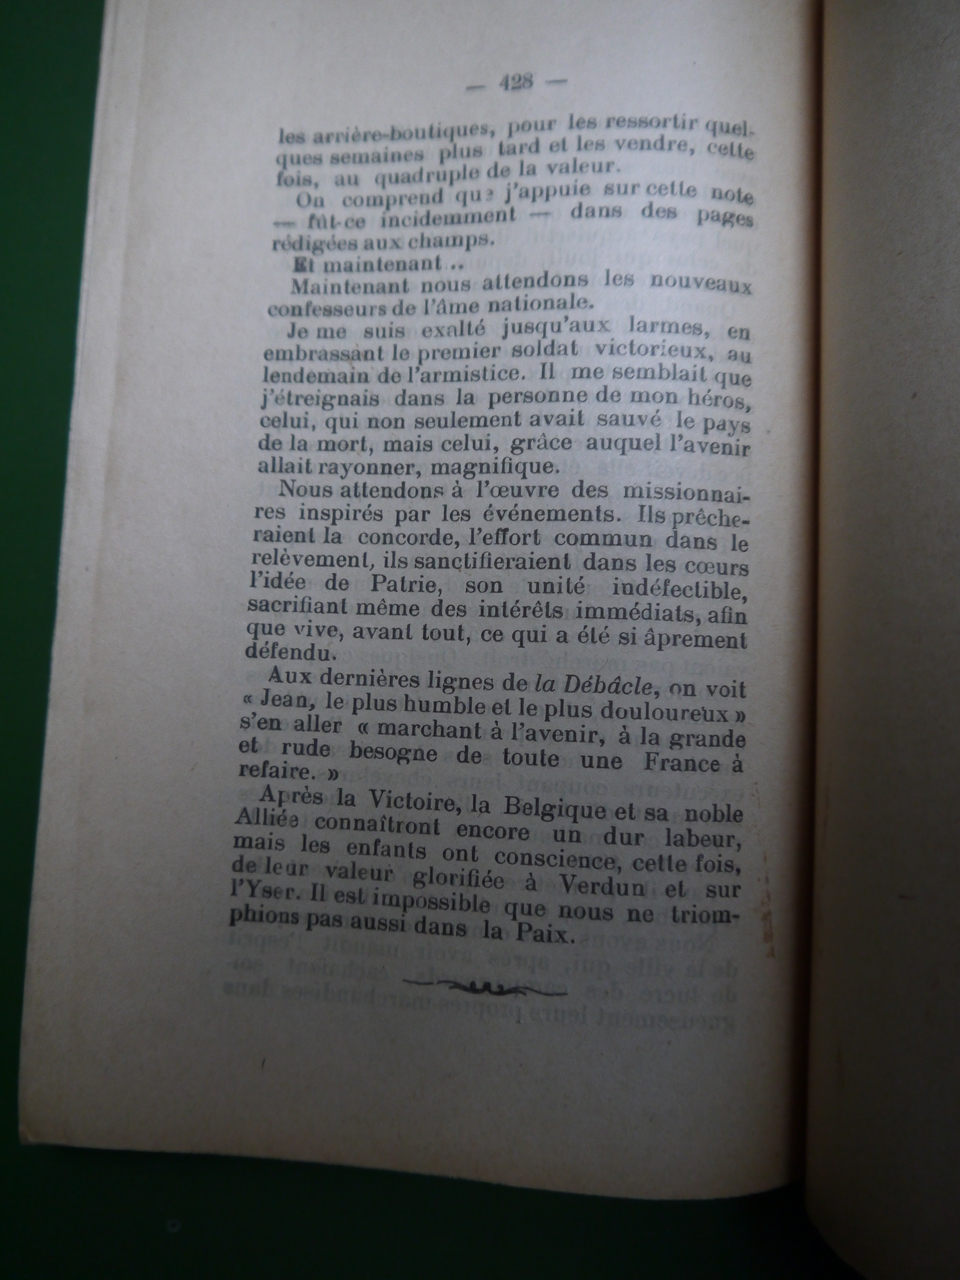 — 428 —
les arrière-boutiques, pour les ressortir quel-
ques semaines plus tard et les vendre, cette
fois, au quadruple de la valeur.
On comprend que j'appuie sur cette note
— fût-ce incidemment — dans des pages
rédigées aux champs.
Et maintenant ..
Maintenant nous attendons les nouveaux
confesseurs de l'âme nationale.
Je me suis exalté jusqu'aux larmes, en
embrassant le premier soldat victorieux, au
lendemain de l'armistice. Il me semblait que
j'étreignais dans la personne de mon héros,
celui, qui non seulement avait sauvé le pays
de la mort, mais celui, grâce auquel l'avenir
allait rayonner, magnifique.
Nous attendons à l'œuvre des missionnai-
res inspirés par les événements. Ils prêche-
raient la concorde, l'effort commun dans le
relèvement, ils sanctifieraient dans les cœurs
l'idée de Patrie, son unité indéfectible,
sacrifiant même des intérêts immédiats, afin
que vive, avant tout, ce qui a été si âprement
défendu.
Aux dernières lignes de la Débâcle, on voit
« Jean, le plus humble et le plus douloureux »
s'en aller « marchant à l'avenir, à la grande
et rude besogne de toute une France à
refaire. »
Après la Victoire, la Belgique et sa noble
Alliée connaîtront encore un dur labeur,
mais les enfants ont conscience, cette fois,
de leur valeur glorifiée à Verdun et sur
l'Yser. Il est impossible que nous ne triom-
phions pas aussi dans la Paix.